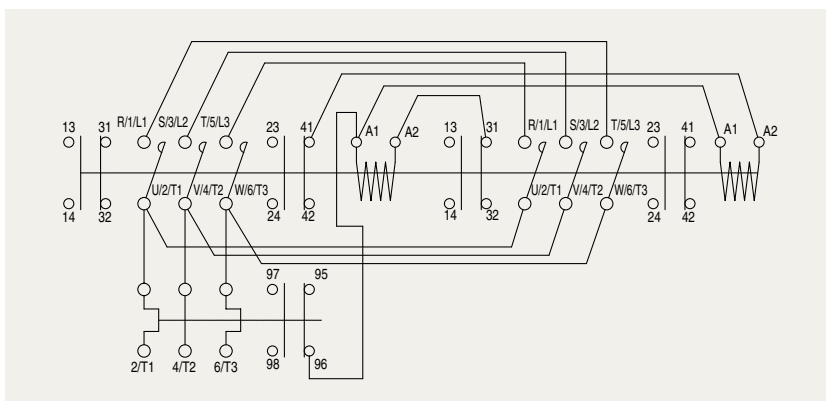 13 31 R/1/L1 S/3/L2 T/5/L3 23 41 A1 A2 13 31 R/1/L1 S/3/L2 T/5/L3 23 41 A1 A2
14 32 U/2/T1 V/4/T2 W/6/T3 24 42 14 32 U/2/T1 V/4/T2 W/6/T3 24 42
97 95
2/T1 4/T2 6/T3 98 96